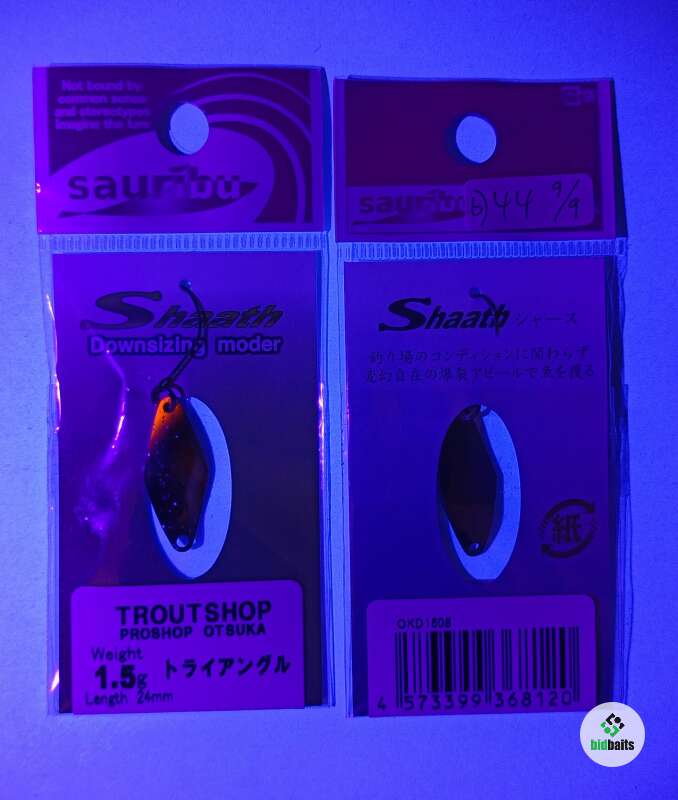 Not bound by
common sense
and stereotypes
imagine the lure
sauribu
Shaath
Downsizing moder
TROUTSHOP
PROSHOP OTSUKA
Weight
1.5g トライアングル
Length 24mm
sauribu
6)44 9/9
Shaath シャース
釣り場のコンディションに関わらず
変幻自在の爆裂アピールで魚を獲る
紙
OKD1808
4 573399 368120
bidbaits